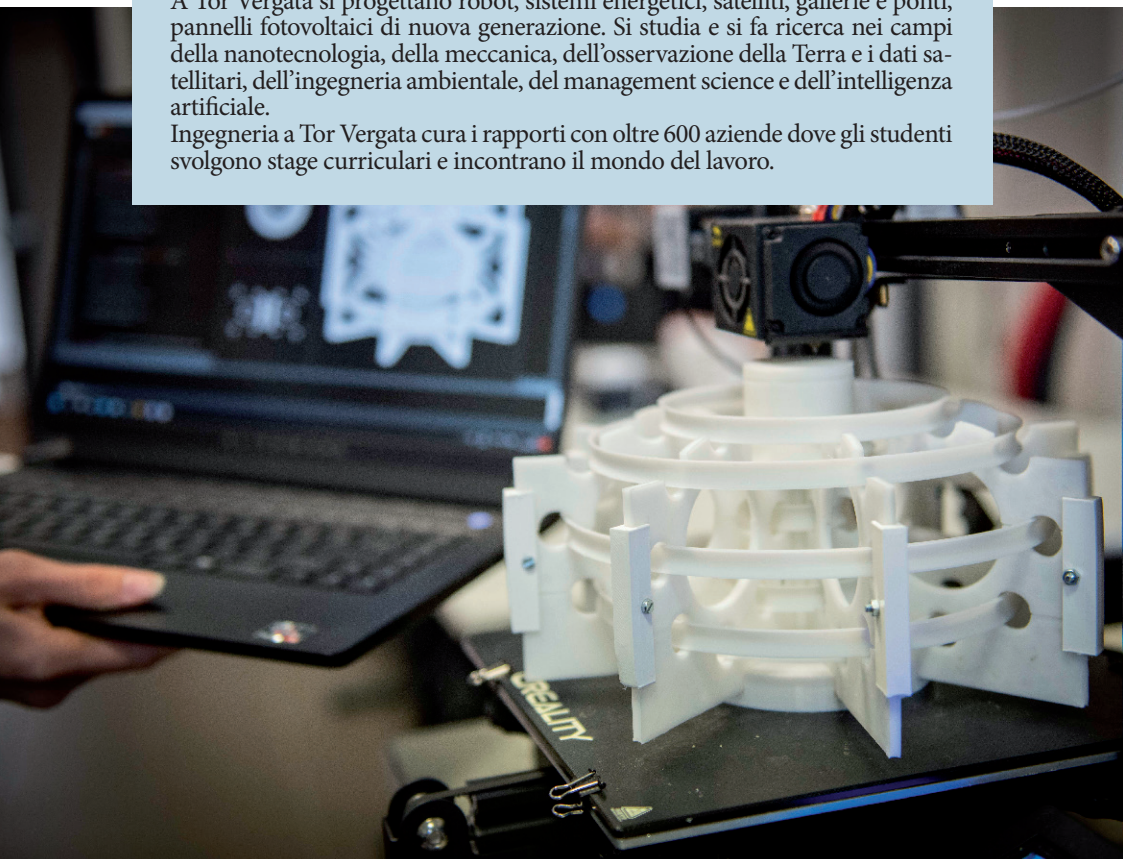 A Tor Vergata si progettano robot, sistemi energetici, satelliti, gallerie e ponti,
pannelli fotovoltaici di nuova generazione. Si studia e si fa ricerca nei campi
della nanotecnologia, della meccanica, dell'osservazione della Terra e i dati sa-
tellitari, dell'ingegneria ambientale, del management science e dell'intelligenza
artificiale.
Ingegneria a Tor Vergata cura i rapporti con oltre 600 aziende dove gli studenti
svolgono stage curriculari e incontrano il mondo del lavoro.
CREALITY